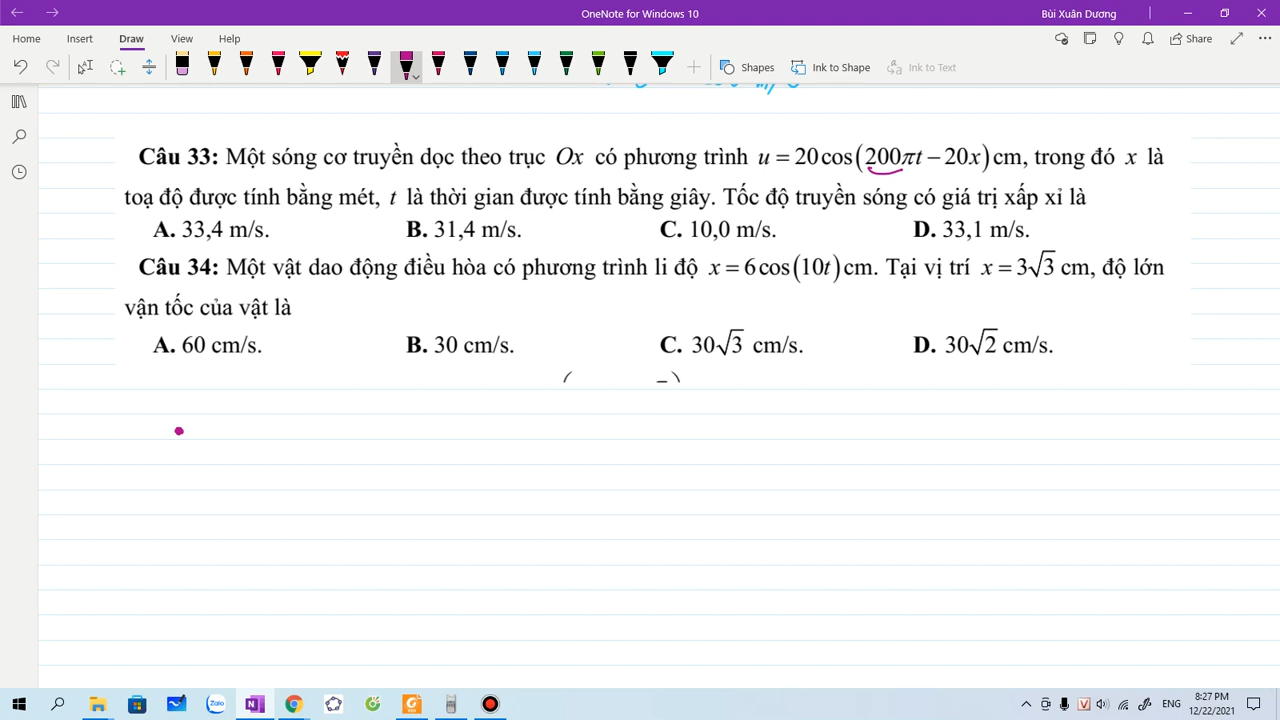 OneNote for Windows 10
Bùi Xuân Dương
Home Insert Draw View Help
Share
Shapes Ink to Shape Ink to Text
Câu 33: Một sóng cơ truyền dọc theo trục Ox có phương trình u = 20cos(200πt − 20x)cm, trong đó x là
toạ độ được tính bằng mét, t là thời gian được tính bằng giây. Tốc độ truyền sóng có giá trị xấp xỉ là
A. 33,4 m/s. B. 31,4 m/s. C. 10,0 m/s. D. 33,1 m/s.
Câu 34: Một vật dao động điều hòa có phương trình li độ x = 6cos(10t)cm. Tại vị trí x = 3√3 cm, độ lớn
vận tốc của vật là
A. 60 cm/s. B. 30 cm/s. C. 30√3 cm/s. D. 30√2 cm/s.
Zalo
N
V
ENG
8:27 PM
12/22/2021